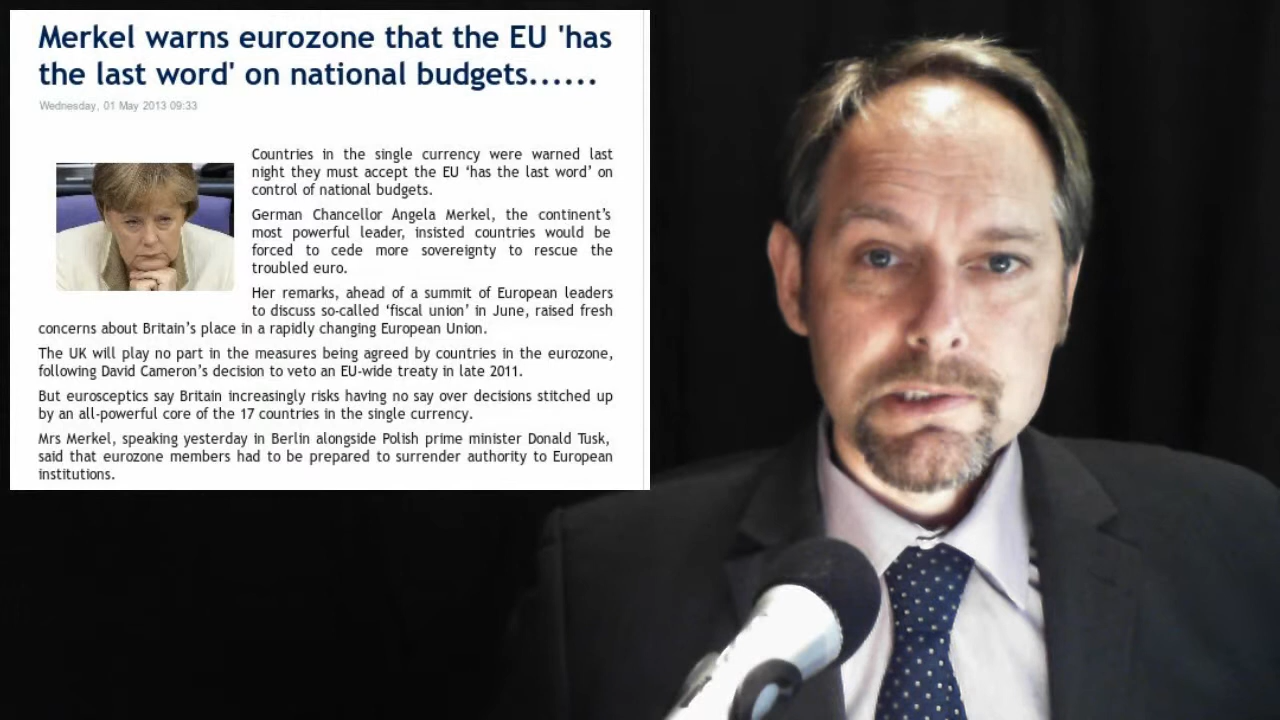 Merkel warns eurozone that the EU 'has
the last word' on national budgets......
Wednesday, 01 May 2013 09:33
Countries in the single currency were warned last
night they must accept the EU ‘has the last word’ on
control of national budgets.
German Chancellor Angela Merkel, the continent’s
most powerful leader, insisted countries would be
forced to cede more sovereignty to rescue the
troubled euro.
Her remarks, ahead of a summit of European leaders
to discuss so-called ‘fiscal union’ in June, raised fresh
concerns about Britain’s place in a rapidly changing European Union.
The UK will play no part in the measures being agreed by countries in the eurozone,
following David Cameron’s decision to veto an EU-wide treaty in late 2011.
But eurosceptics say Britain increasingly risks having no say over decisions stitched up
by an all-powerful core of the 17 countries in the single currency.
Mrs Merkel, speaking yesterday in Berlin alongside Polish prime minister Donald Tusk,
said that eurozone members had to be prepared to surrender authority to European
institutions.